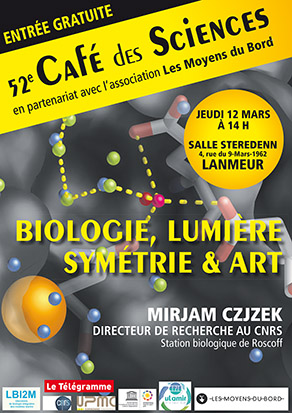 ENTRÉE GRATUITE
52e CaFé des SCienceS
en partenariat avec l'association Les Moyens du Bord
JEUDI 12 MARS
À 14 H
SALLE STEREDENN
4, rue du 9-Mars-1962
LANMEUR
BIOLOGIE, LUMIÈRE
SYMÉTRIE & ART
MIRJAM CZJZEK
DIRECTEUR DE RECHERCHE AU CNRS
Station biologique de Roscoff
Le Télégramme
LBI2M
CNRS
UPMC
ulamir
•LES•MOYENS•DU•BORD•